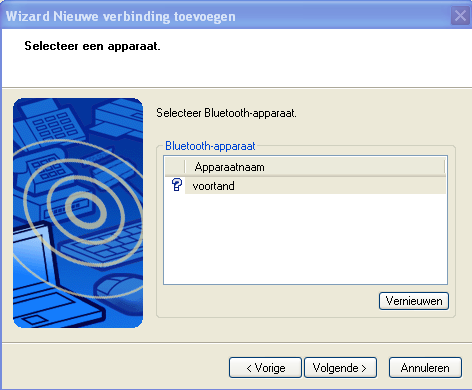 Wizard Nieuwe verbinding toevoegen
Selecteer een apparaat.
Selecteer Bluetooth-apparaat.
Bluetooth-apparaat
Apparaatnaam
voortand
Vernieuwen
< Vorige
Volgende >
Annuleren